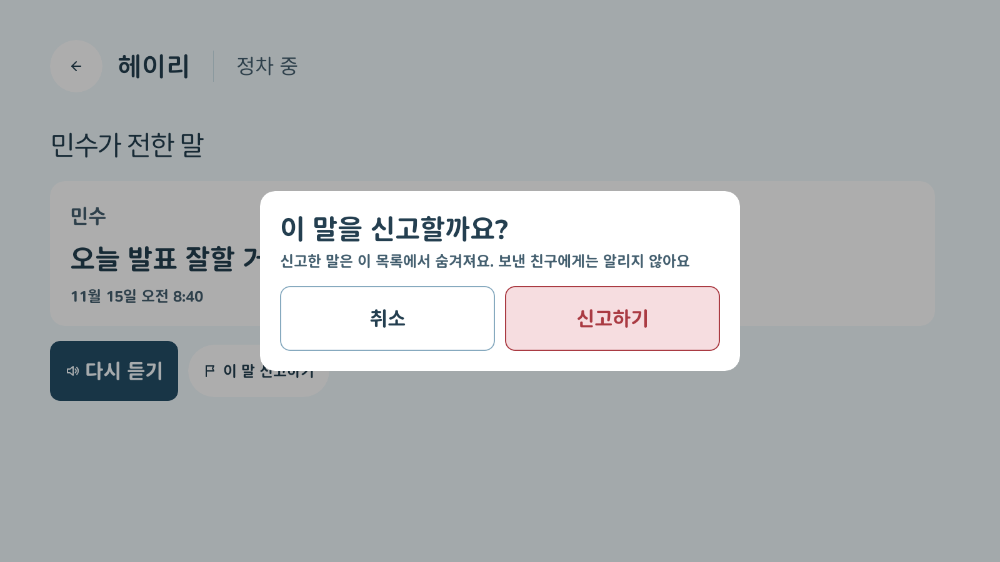 헤이리
정차 중
민수가 전한 말
민수
오늘 발표 잘할
11월 15일 오전 8:40
이 말을 신고할까요?
신고한 말은 이 목록에서 숨겨져요. 보낸 친구에게는 알리지 않아요
취소
신고하기
다시 듣기
이 말 신고하기